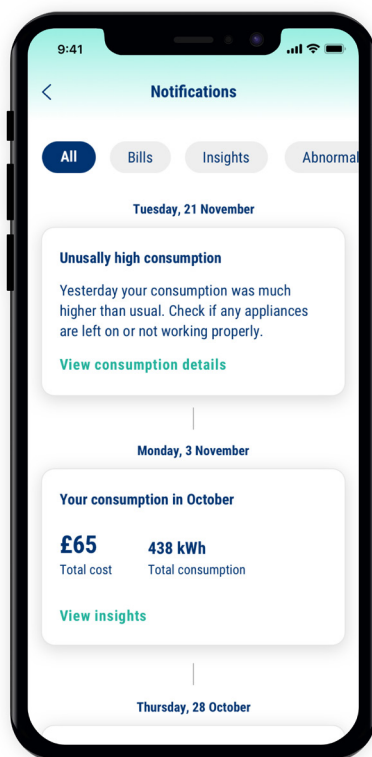 9:41
Notifications
All
Bills
Insights
Abnormal
Tuesday, 21 November
Unusally high consumption
Yesterday your consumption was much
higher than usual. Check if any appliances
are left on or not working properly.
View consumption details
Monday, 3 November
Your consumption in October
£65
438 kWh
Total cost
Total consumption
View insights
Thursday, 28 October